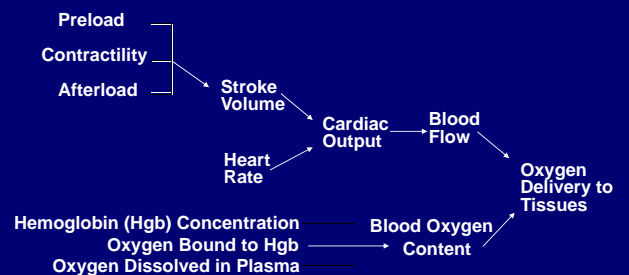 Preload
Contractility
Afterload
Stroke
Volume
Heart
Rate
Cardiac
Output
Blood
Flow
Oxygen
Delivery to
Tissues
Hemoglobin (Hgb) Concentration
Oxygen Bound to Hgb
Oxygen Dissolved in Plasma
Blood Oxygen
Content